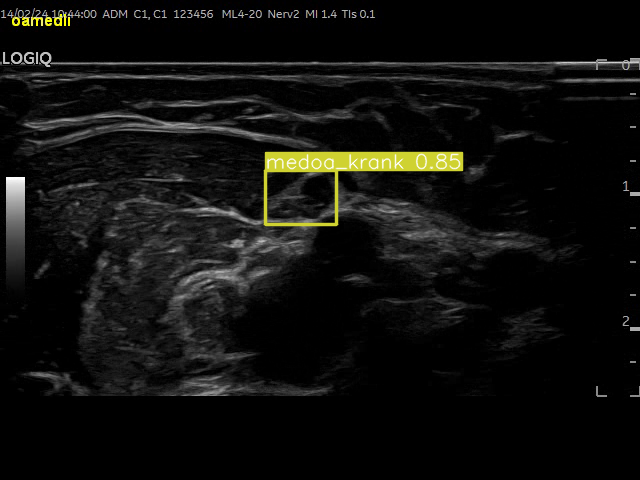 14/02/24 10:44:00 ADM C1, C1 123456 ML4-20 Nerv2 MI 1.4 TIs 0.1
oamedli
LOGIQ
0
medoa_krank 0.85
1
2